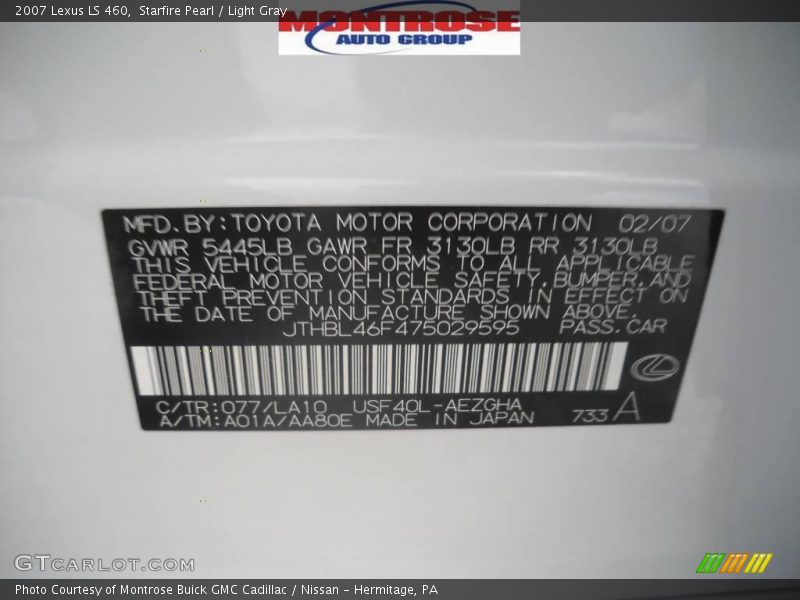 2007 Lexus LS 460, Starfire Pearl / Light Gray
MONTROSE
AUTO GROUP
MFD.BY:TOYOTA MOTOR CORPORATION 02/07
GVWR 5445LB GAWR FR 3130LB RR 3130LB
THIS VEHICLE CONFORMS TO ALL APPLICABLE
FEDERAL MOTOR VEHICLE SAFETY,BUMPER,AND
THEFT PREVENTION STANDARDS IN EFFECT ON
THE DATE OF MANUFACTURE SHOWN ABOVE.
JTHBL46F475029595 PASS.CAR
C/TR:077/LA10 USF40L-AEZGHA
A/TM:A01A/AA80E MADE IN JAPAN 733 A
GTCARLOT.COM
Photo Courtesy of Montrose Buick GMC Cadillac / Nissan - Hermitage, PA